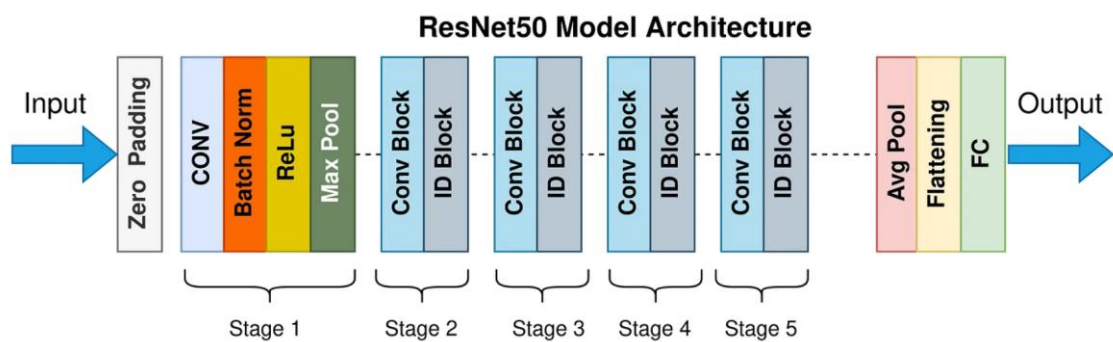 ResNet50 Model Architecture
Input
Zero Padding
CONV
Batch Norm
ReLu
Max Pool
Conv Block
ID Block
Conv Block
ID Block
Conv Block
ID Block
Conv Block
ID Block
Avg Pool
Flattening
FC
Output
Stage 1
Stage 2
Stage 3
Stage 4
Stage 5